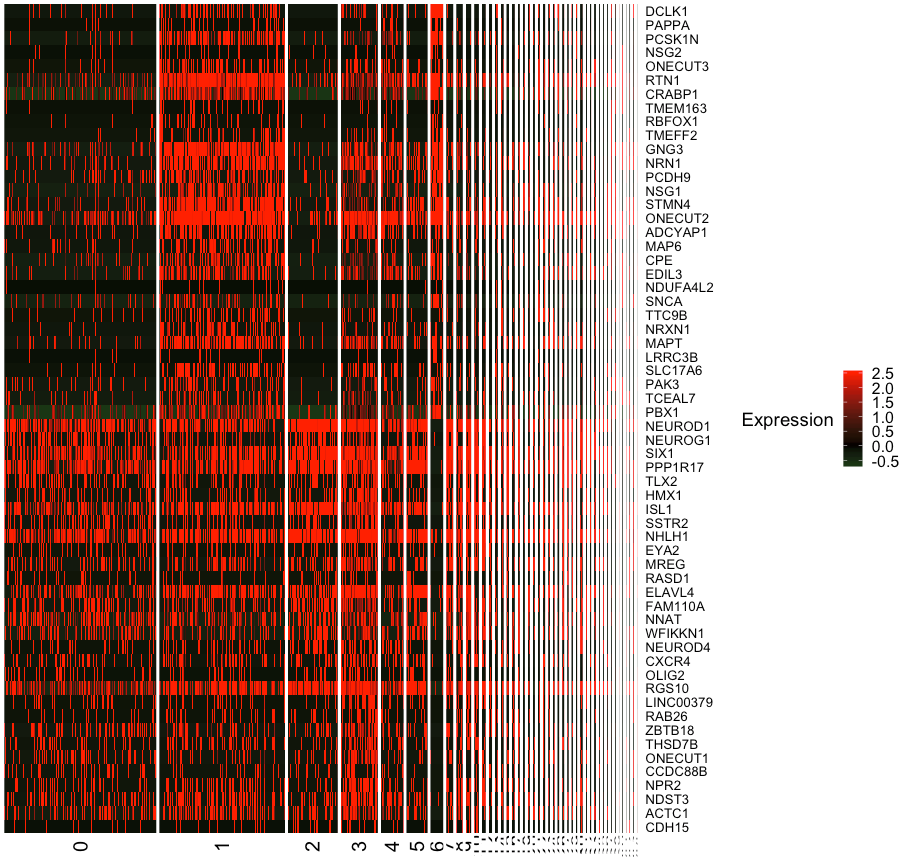 DCLK1
PAPPA
PCSK1N
NSG2
ONECUT3
RTN1
CRABP1
TMEM163
RBFOX1
TMEFF2
GNG3
NRN1
PCDH9
NSG1
STMN4
ONECUT2
ADCYAP1
MAP6
CPE
EDIL3
NDUFA4L2
SNCA
TTC9B
NRXN1
MAPT
LRRC3B
SLC17A6
PAK3
TCEAL7
PBX1
NEUROD1
NEUROG1
SIX1
PPP1R17
TLX2
HMX1
ISL1
SSTR2
NHLH1
EYA2
MREG
RASD1
ELAVL4
FAM110A
NNAT
WFIKKN1
NEUROD4
CXCR4
OLIG2
RGS10
LINC00379
RAB26
ZBTB18
THSD7B
ONECUT1
CCDC88B
NPR2
NDST3
ACTC1
CDH15
Expression
2.5
2.0
1.5
1.0
0.5
0.0
-0.5
0 1 2 3 4 5 6 7 8